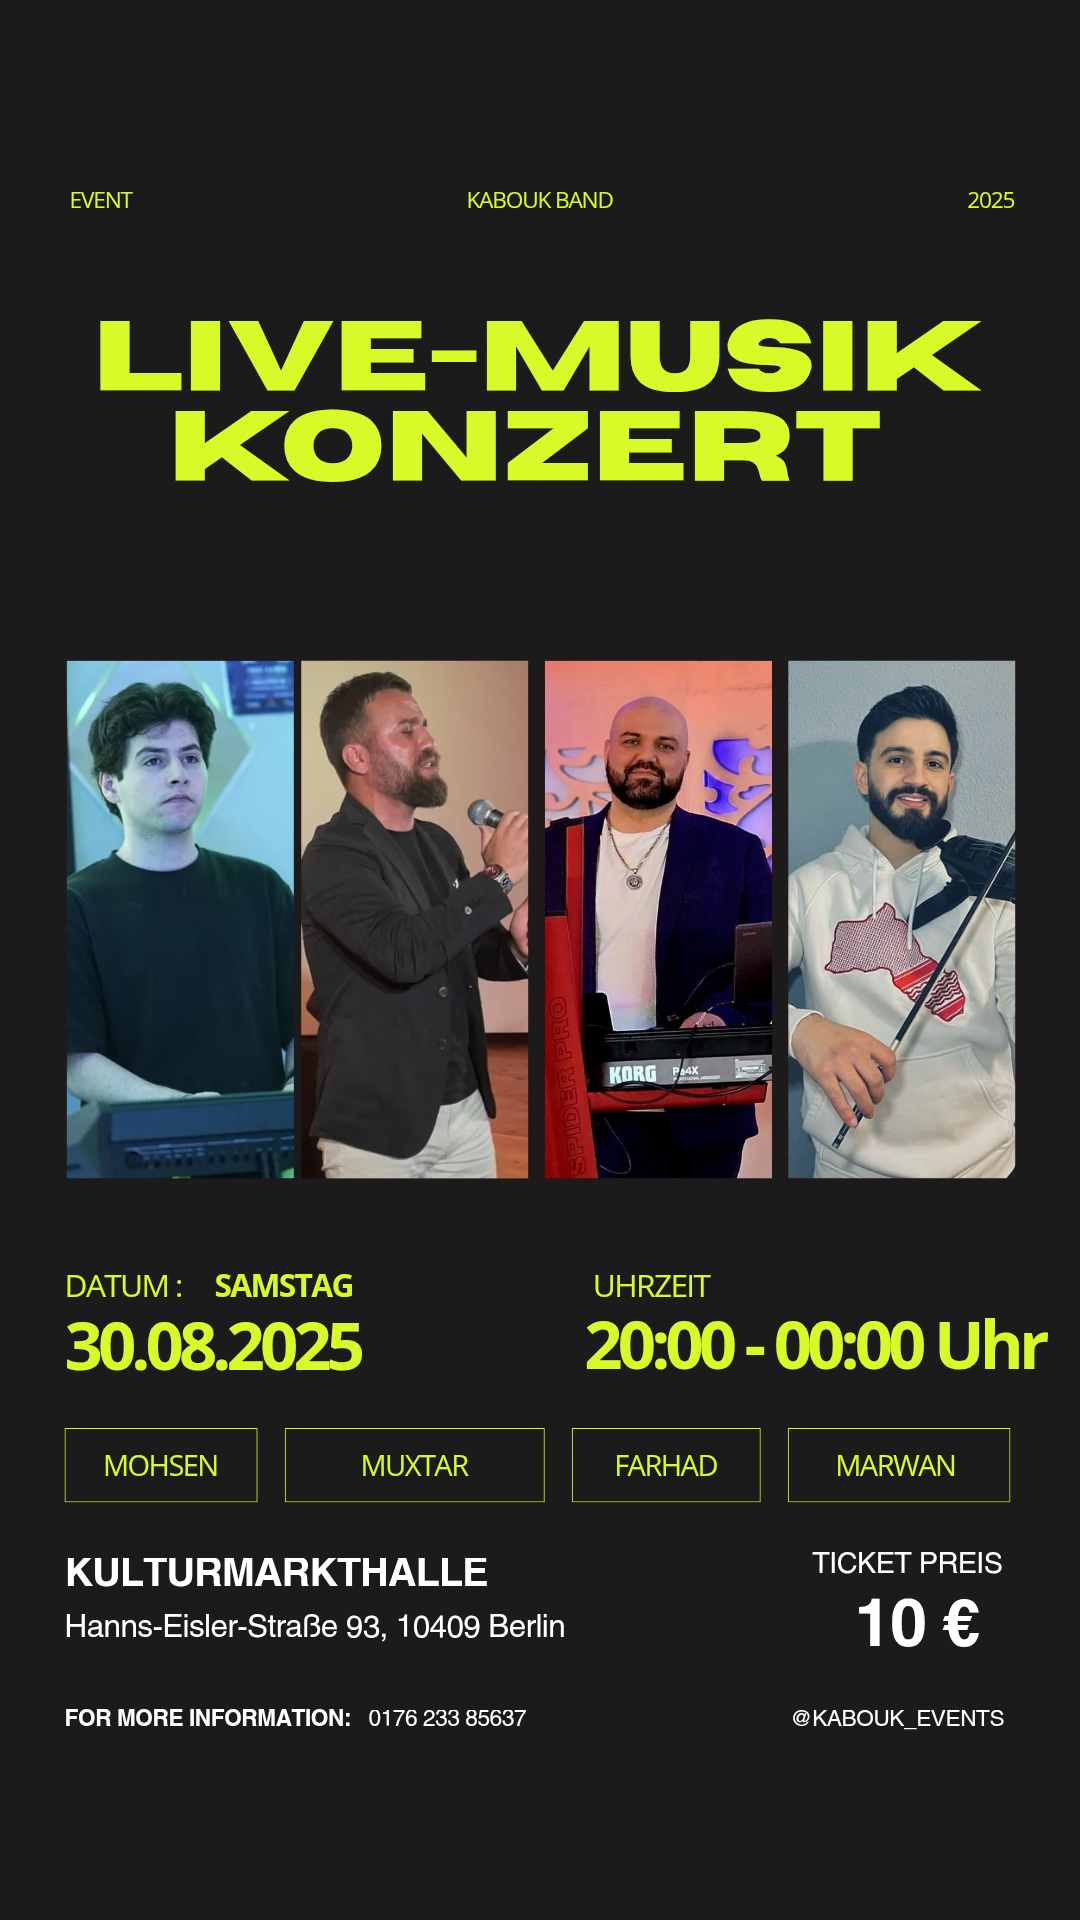 EVENT KABOUK BAND 2025
LIVE-MUSIK
KONZERT
KORG Pa4X
PROFESSIONAL ARRANGER
SPIDER PRO
DATUM : SAMSTAG
30.08.2025
UHRZEIT
20:00 - 00:00 Uhr
MOHSEN MUXTAR FARHAD MARWAN
KULTURMARKTHALLE
Hanns-Eisler-Straße 93, 10409 Berlin
TICKET PREIS
10 €
FOR MORE INFORMATION: 0176 233 85637
@KABOUK_EVENTS